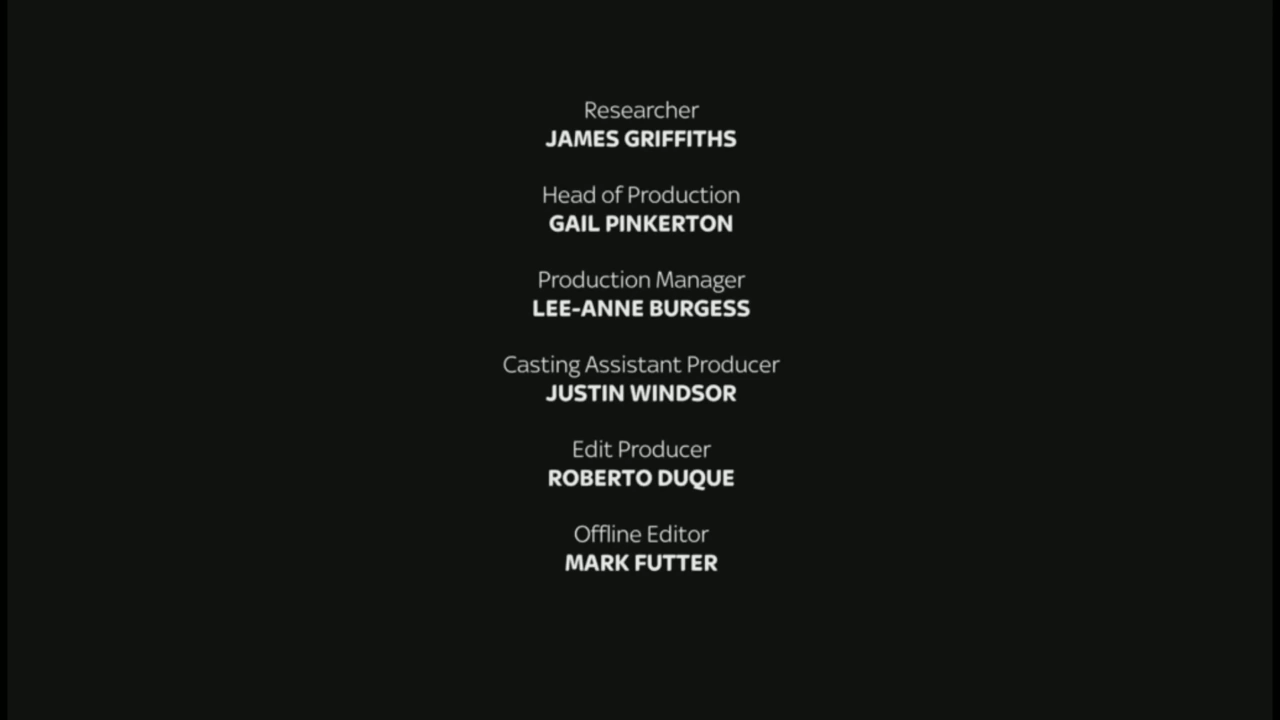 Researcher
JAMES GRIFFITHS
Head of Production
GAIL PINKERTON
Production Manager
LEE-ANNE BURGESS
Casting Assistant Producer
JUSTIN WINDSOR
Edit Producer
ROBERTO DUQUE
Offline Editor
MARK FUTTER